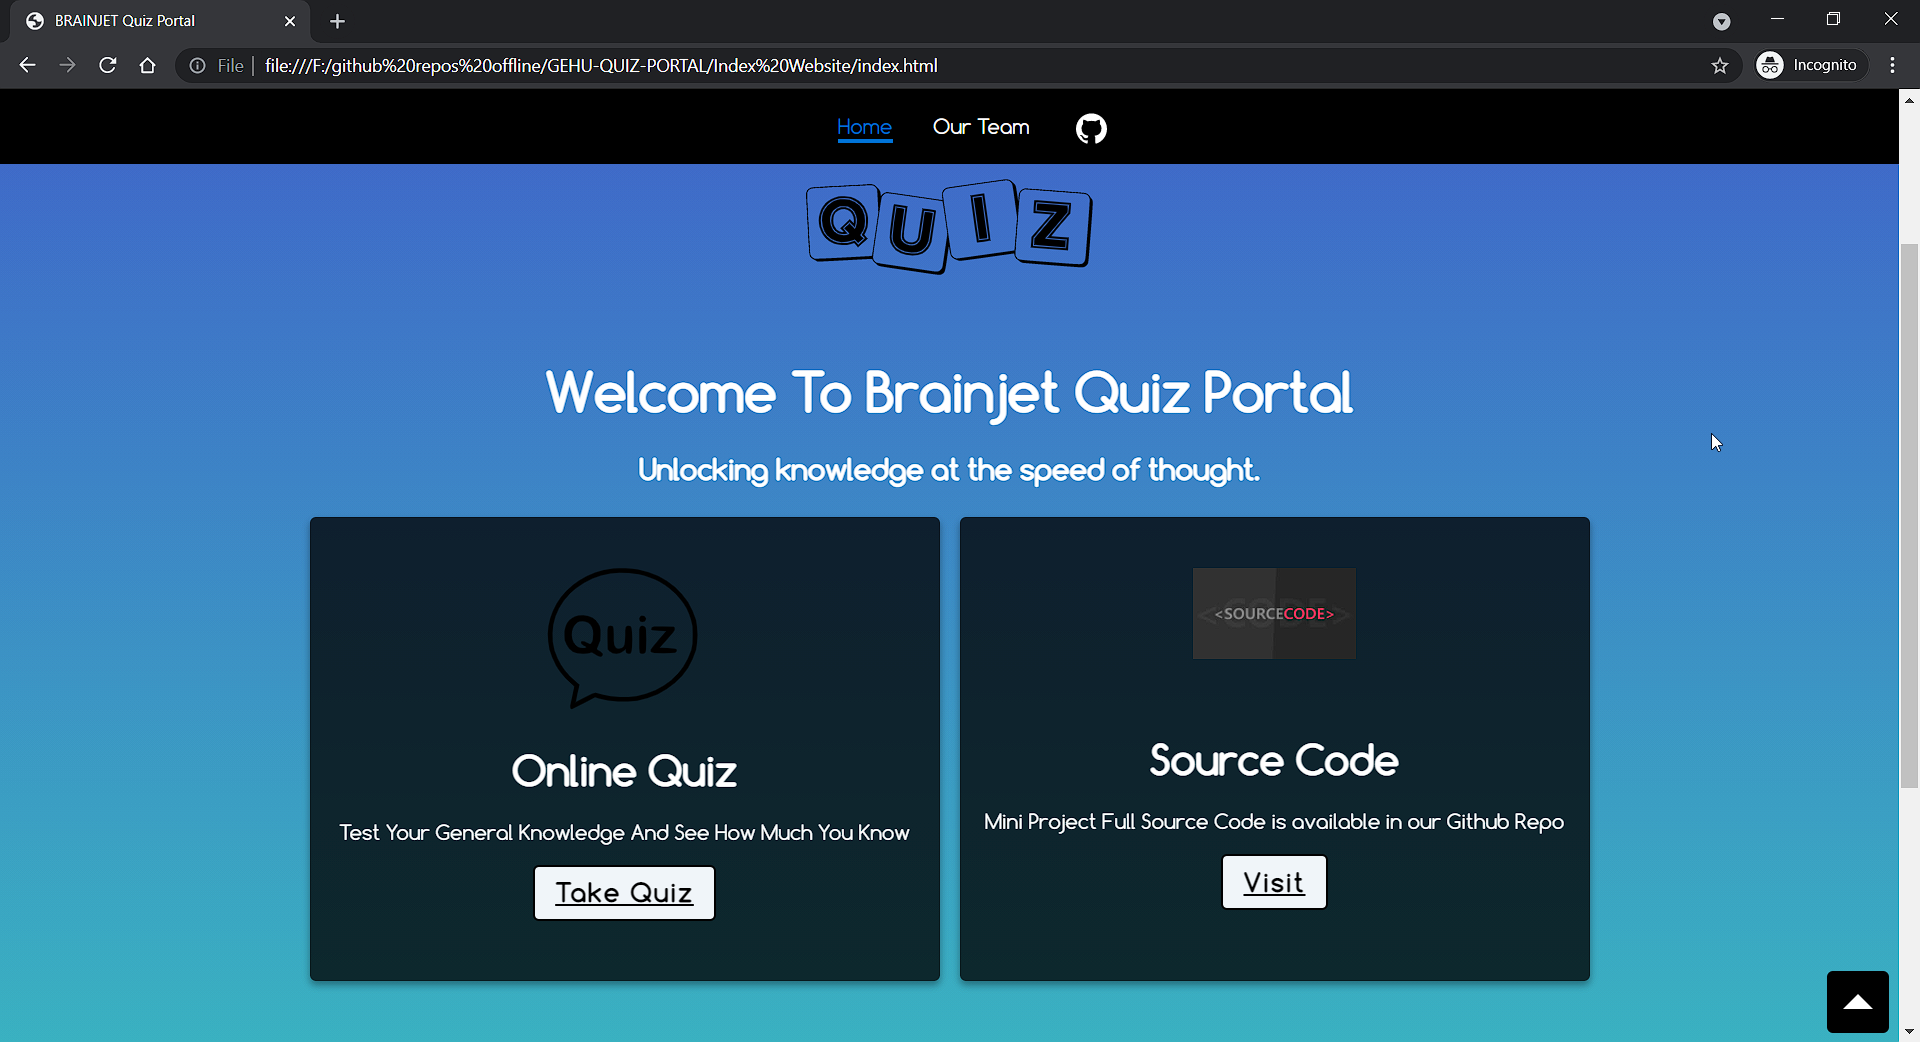 BRAINJET Quiz Portal
File
file:///F:/github%20repos%20offline/GEHU-QUIZ-PORTAL/Index%20Website/index.html
Incognito
Home
Our Team
QUIZ
Welcome To Brainjet Quiz Portal
Unlocking knowledge at the speed of thought.
Quiz
Online Quiz
Test Your General Knowledge And See How Much You Know
Take Quiz
<CODE>
<SOURCECODE>
Source Code
Mini Project Full Source Code is available in our Github Repo
Visit